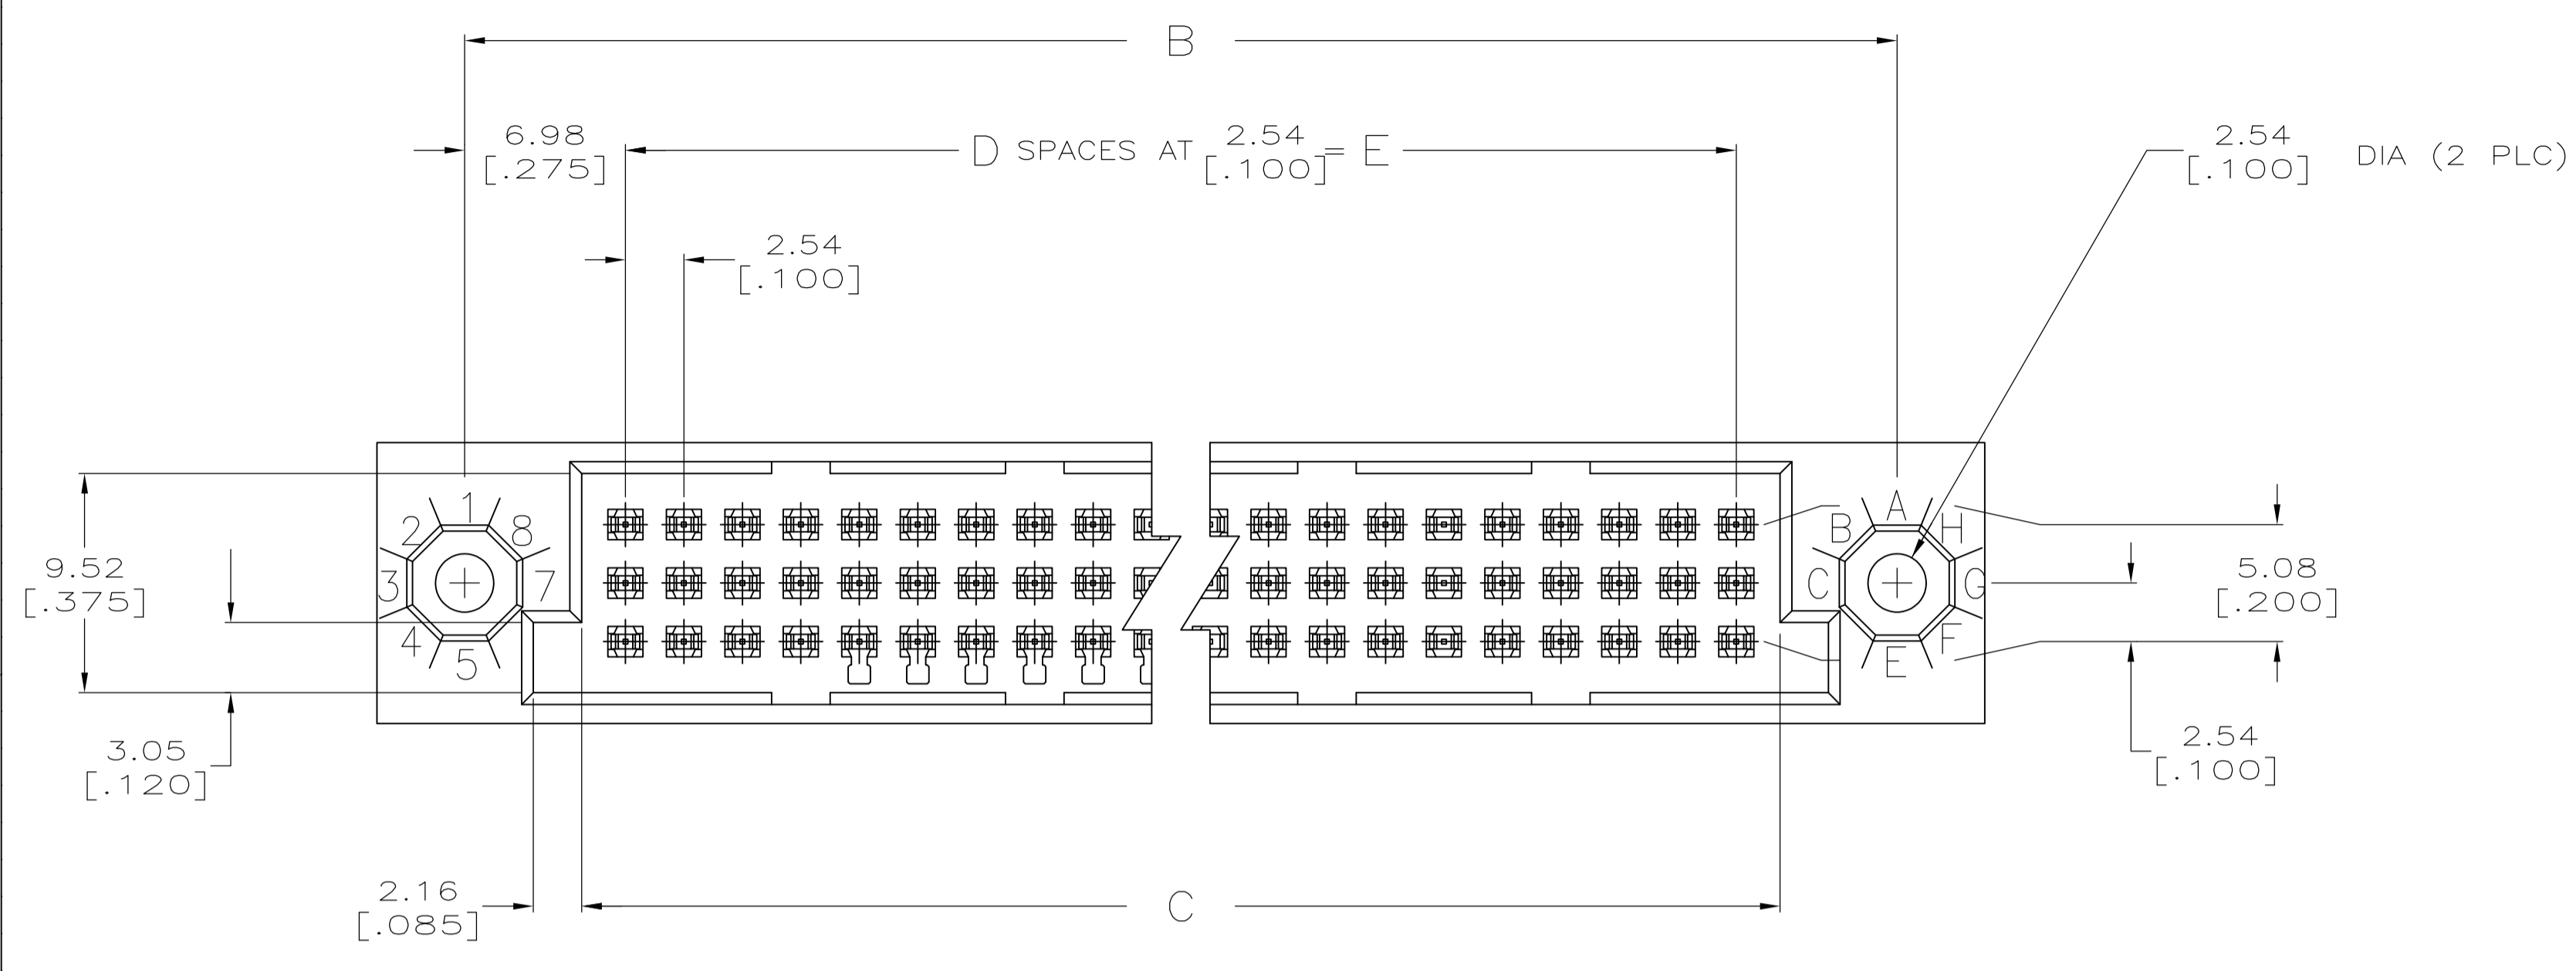 B
6.98
[.275]
D SPACES AT 2.54 [.100] = E
2.54
[.100]
DIA (2 PLC)
2.54
[.100]
1
2
8
3
7
4
5
A
B
H
C
G
F
E
9.52
[.375]
5.08
[.200]
3.05
[.120]
2.54
[.100]
2.16
[.085]
C